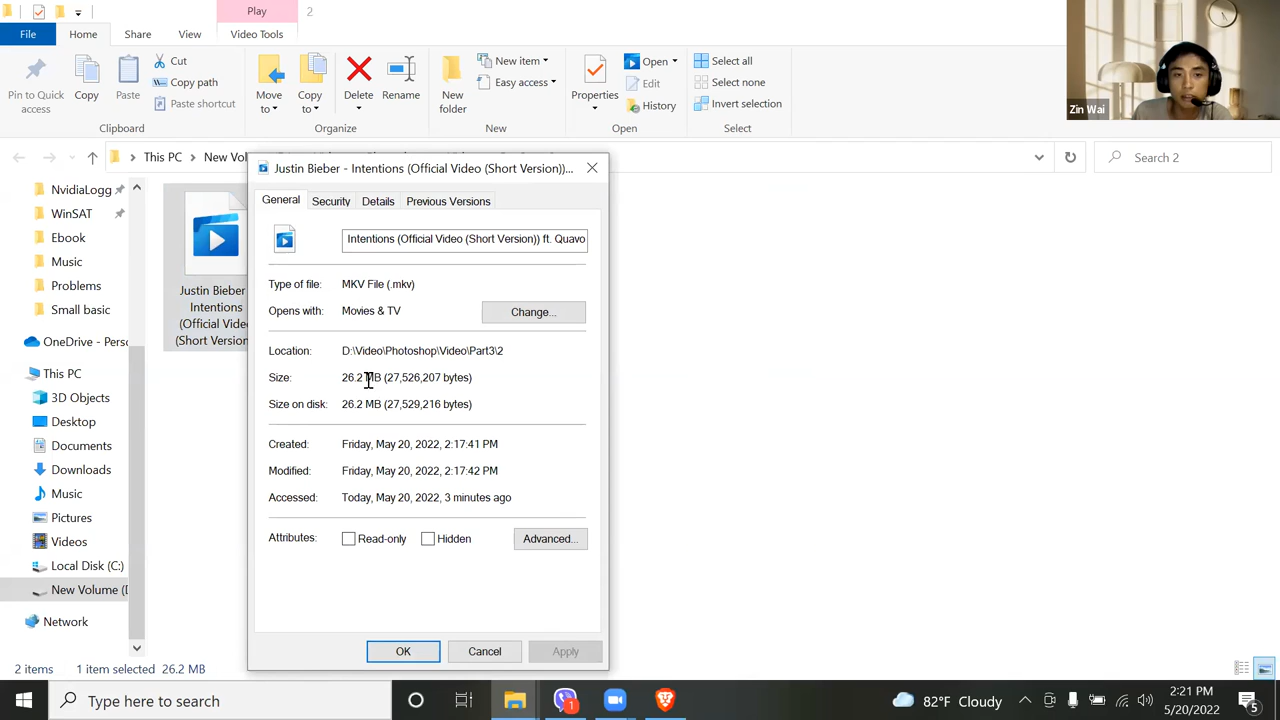 Play
2
File
Home
Share
View
Video Tools
Pin to Quick access
Copy
Paste
Cut
Copy path
Paste shortcut
Clipboard
Move to
Copy to
Delete
Rename
Organize
New folder
New item
Easy access
New
Properties
Open
Edit
History
Open
Select all
Select none
Invert selection
Select
Zin Wai
This PC
New Vol
Search 2
NvidiaLogg
WinSAT
Ebook
Music
Problems
Small basic
OneDrive - Pers
This PC
3D Objects
Desktop
Documents
Downloads
Music
Pictures
Videos
Local Disk (C:)
New Volume (D
Network
Justin Bieber
Intentions
(Official Vide
(Short Version
Justin Bieber - Intentions (Official Video (Short Version))...
General
Security
Details
Previous Versions
Intentions (Official Video (Short Version)) ft. Quavo
Type of file: MKV File (.mkv)
Opens with: Movies & TV
Change...
Location: D:\Video\Photoshop\Video\Part3\2
Size: 26.2 MB (27,526,207 bytes)
Size on disk: 26.2 MB (27,529,216 bytes)
Created: Friday, May 20, 2022, 2:17:41 PM
Modified: Friday, May 20, 2022, 2:17:42 PM
Accessed: Today, May 20, 2022, 3 minutes ago
Attributes: Read-only Hidden
Advanced...
OK
Cancel
Apply
2 items 1 item selected 26.2 MB
Type here to search
1
82°F Cloudy
2:21 PM
5/20/2022
5